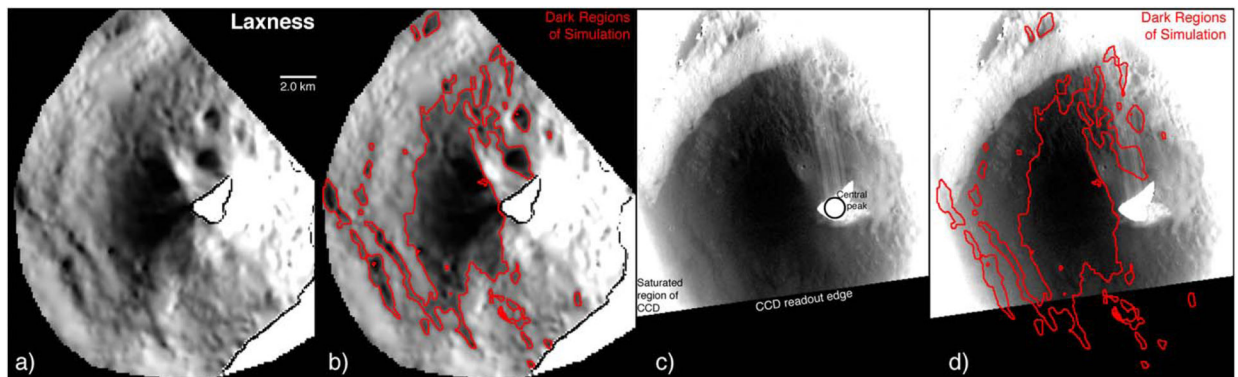 Laxness
2.0 km
a)
Dark Regions
of Simulation
b)
Central
peak
Saturated
region of
CCD
CCD readout edge
c)
Dark Regions
of Simulation
d)